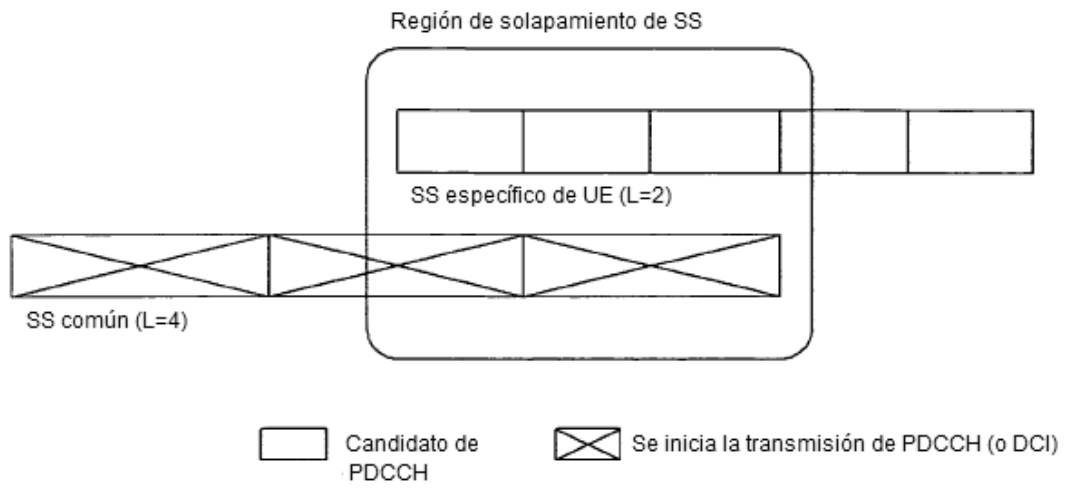 Región de solapamiento de SS
SS específico de UE (L=2)
SS común (L=4)
Candidato de
PDCCH
Se inicia la transmisión de PDCCH (o DCI)